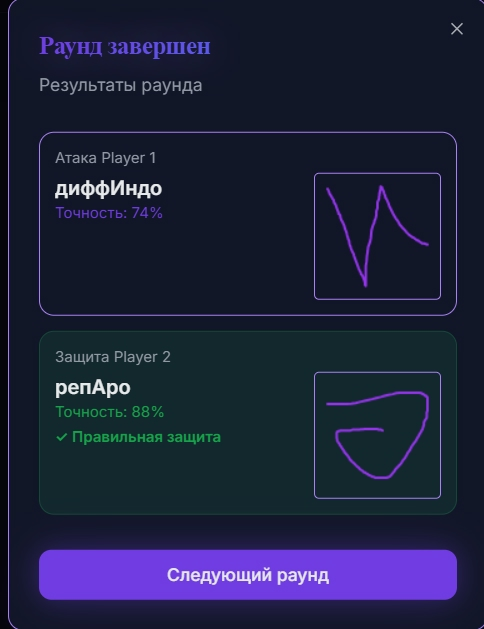 Раунд завершен
Результаты раунда
Атака Player 1
диффИндо
Точность: 74%
Защита Player 2
репАро
Точность: 88%
✓ Правильная защита
Следующий раунд